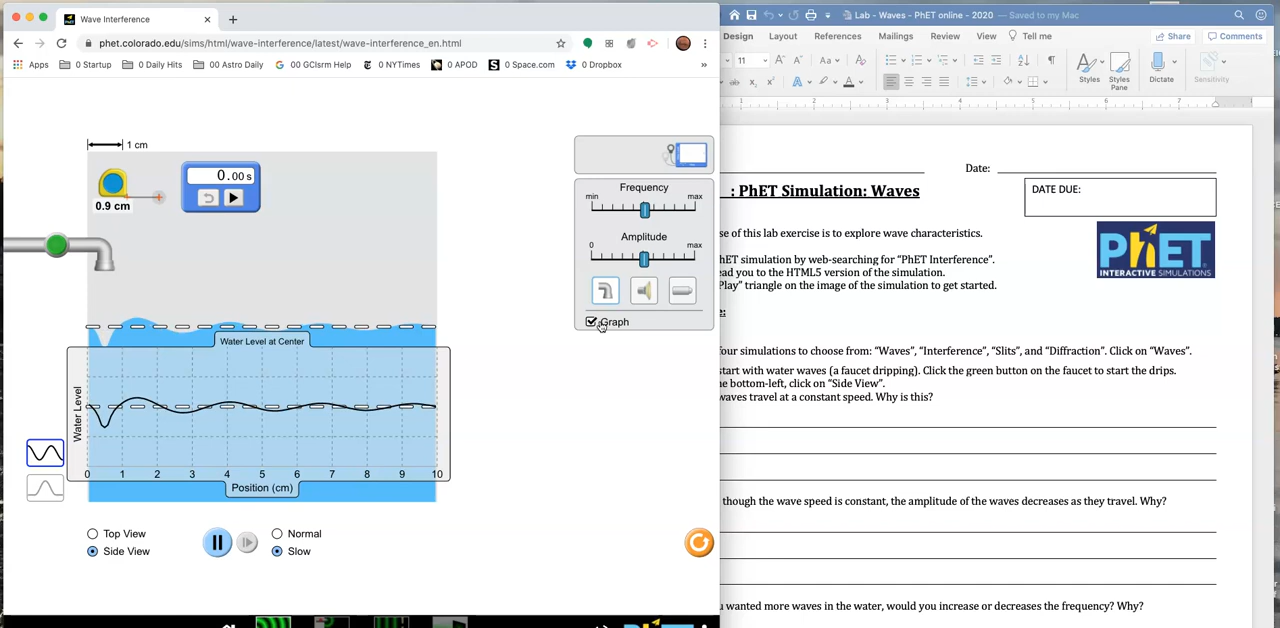 Wave Interference
phet.colorado.edu/sims/html/wave-interference/latest/wave-interference_en.html
Apps 0 Startup 0 Daily Hits 0 Astro Daily 00 GCIsrm Help 0 NYTimes 0 APOD 0 Space.com 0 Dropbox »
1 cm
0.00 s
0.9 cm
Frequency
min max
Amplitude
0 max
Graph
Water Level at Center
Water Level
0 1 2 3 4 5 6 7 8 9 10
Position (cm)
Top View
Side View
Normal
Slow
Lab - Waves - PhET online - 2020 — Saved to my Mac
Design Layout References Mailings Review View Tell me Share Comments
11
Styles
Styles Pane
Dictate
Sensitivity
2 3 4 5 6 7
Date:
: PhET Simulation: Waves
DATE DUE:
se of this lab exercise is to explore wave characteristics.
hET simulation by web-searching for “PhET Interference”.
ead you to the HTML5 version of the simulation.
Play” triangle on the image of the simulation to get started.
PhET
INTERACTIVE SIMULATIONS
e:
four simulations to choose from: “Waves”, “Interference”, “Slits”, and “Diffraction”. Click on “Waves”.
start with water waves (a faucet dripping). Click the green button on the faucet to start the drips.
he bottom-left, click on “Side View”.
waves travel at a constant speed. Why is this?
though the wave speed is constant, the amplitude of the waves decreases as they travel. Why?
u wanted more waves in the water, would you increase or decreases the frequency? Why?